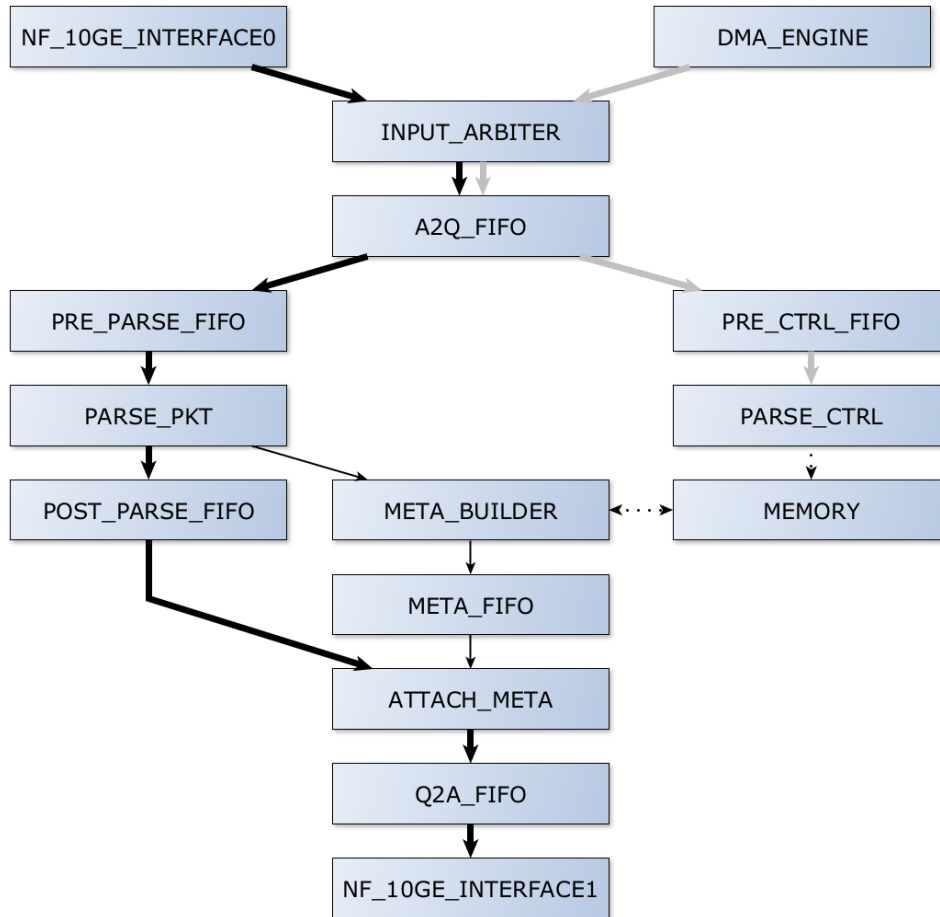 NF_10GE_INTERFACE0
DMA_ENGINE
INPUT_ARBITER
A2Q_FIFO
PRE_PARSE_FIFO
PRE_CTRL_FIFO
PARSE_PKT
PARSE_CTRL
POST_PARSE_FIFO
META_BUILDER
MEMORY
META_FIFO
ATTACH_META
Q2A_FIFO
NF_10GE_INTERFACE1